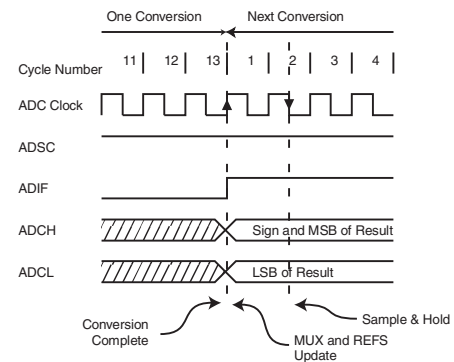 One Conversion
Next Conversion
Cycle Number
11 12 13 1 2 3 4
ADC Clock
ADSC
ADIF
ADCH
Sign and MSB of Result
ADCL
LSB of Result
Conversion
Complete
MUX and REFS
Update
Sample & Hold